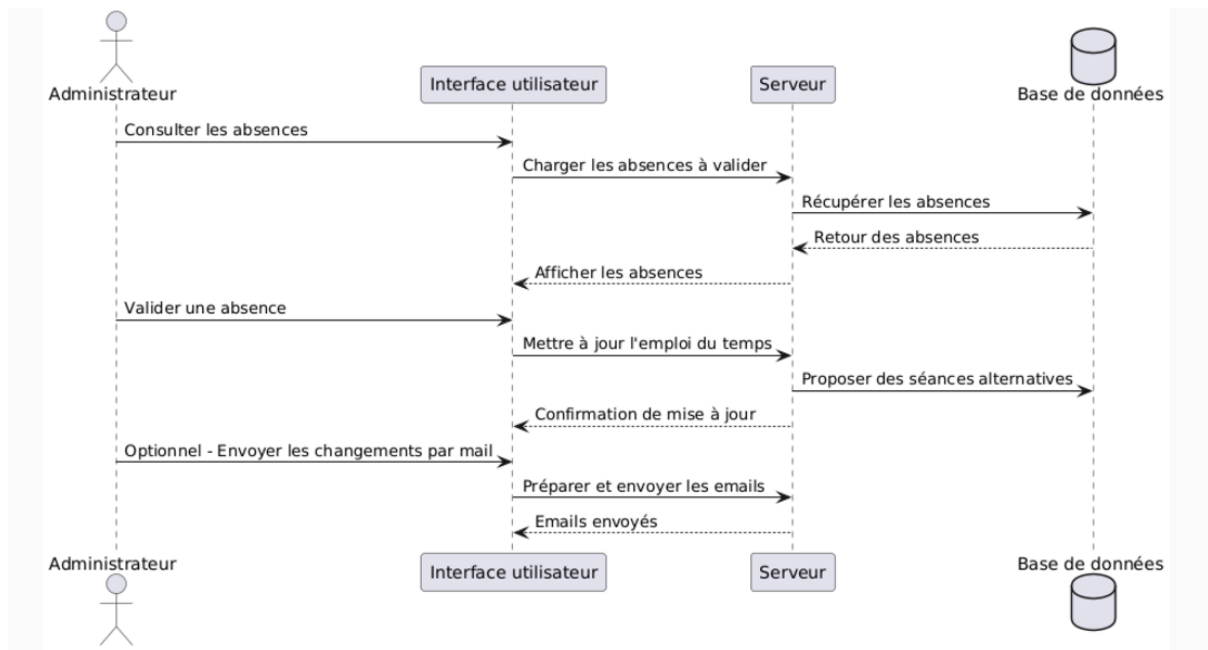 Administrateur
Interface utilisateur
Serveur
Base de données
Consulter les absences
Charger les absences à valider
Récupérer les absences
Retour des absences
Afficher les absences
Valider une absence
Mettre à jour l'emploi du temps
Proposer des séances alternatives
Confirmation de mise à jour
Optionnel - Envoyer les changements par mail
Préparer et envoyer les emails
Emails envoyés
Administrateur
Interface utilisateur
Serveur
Base de données